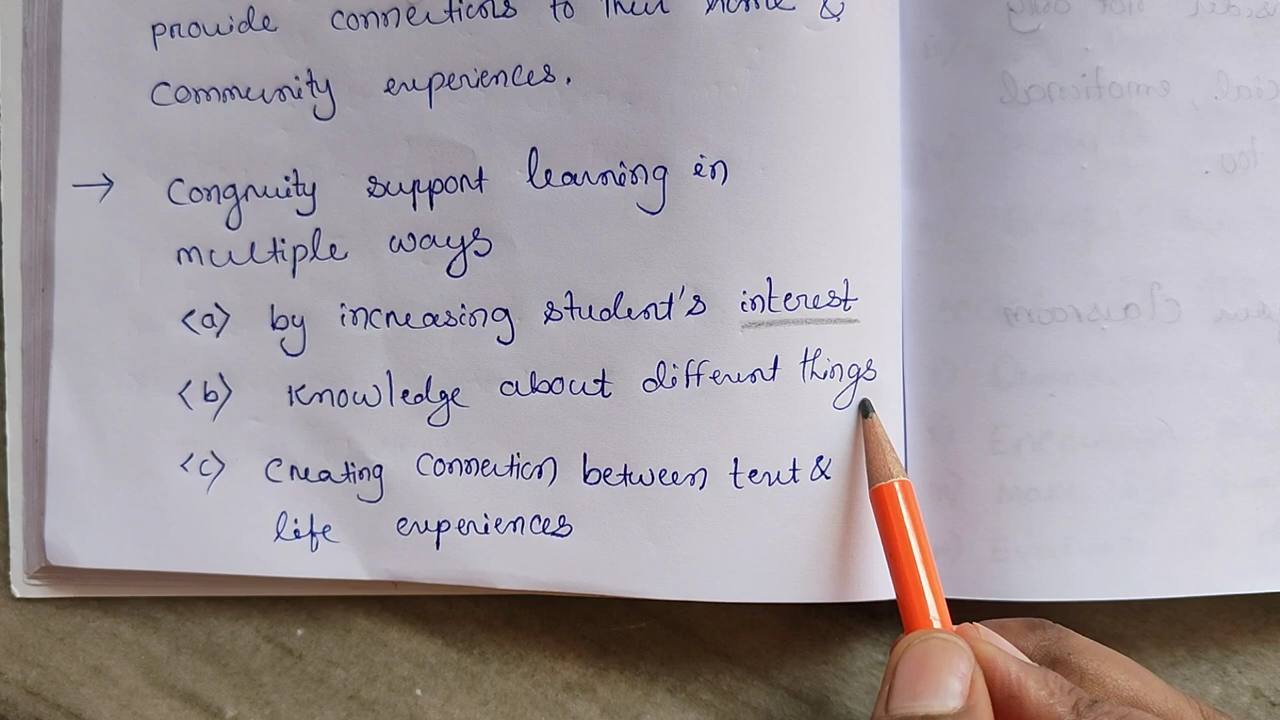 provide connections to their home &
community experiences.
→ Congruity support learning in
multiple ways
<a> by increasing student's interest
<b> knowledge about different things
<c> Creating Connection between text &
life experiences